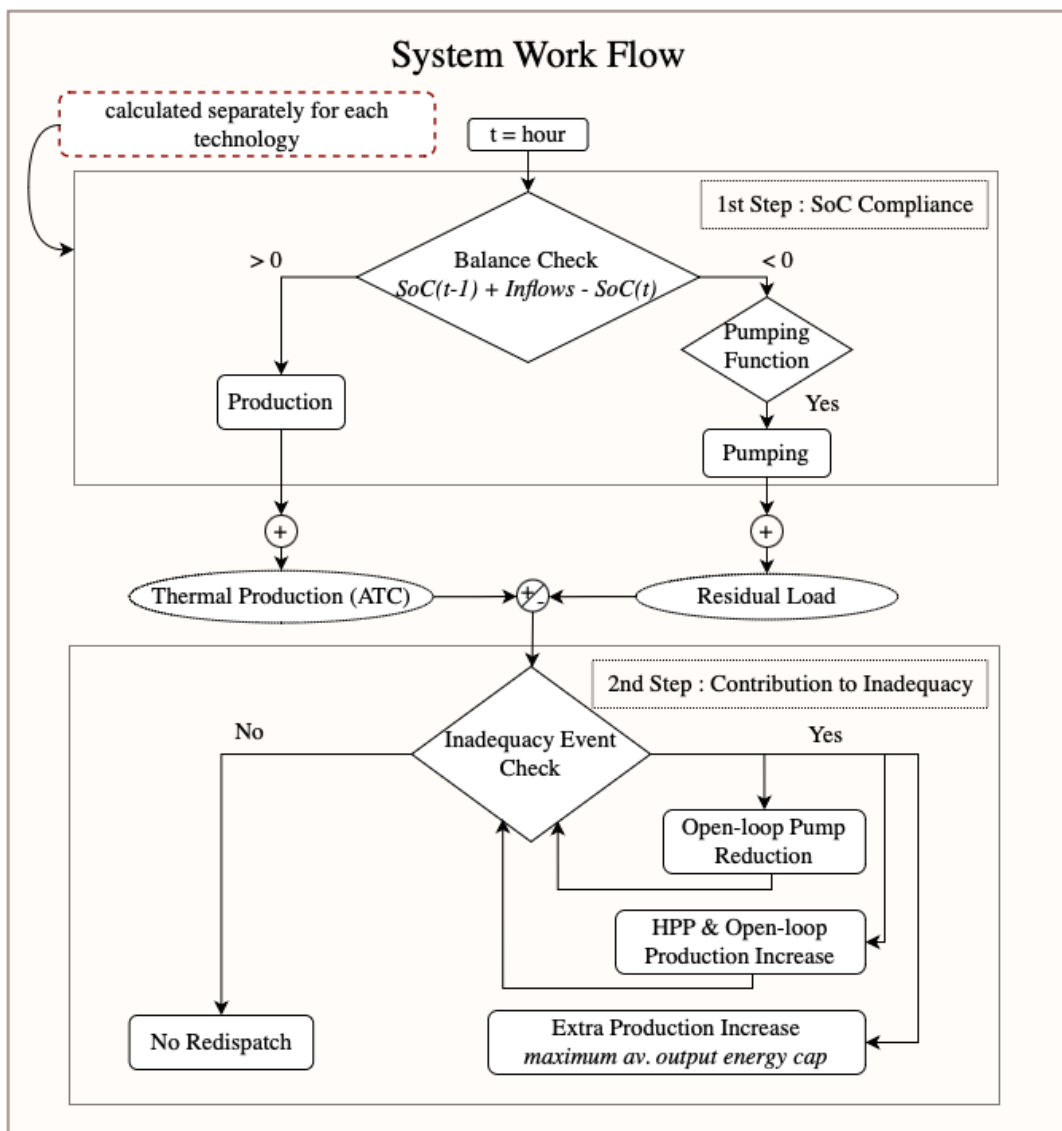 System Work Flow
calculated separately for each
technology
t = hour
1st Step : SoC Compliance
> 0
Balance Check
< 0
SoC(t-1) + Inflows - SoC(t)
Pumping
Function
Production
Yes
Pumping
+
+
Thermal Production (ATC)
+
-
Residual Load
2nd Step : Contribution to Inadequacy
No
Inadequacy Event
Check
Yes
Open-loop Pump
Reduction
HPP & Open-loop
Production Increase
No Redispatch
Extra Production Increase
maximum av. output energy cap